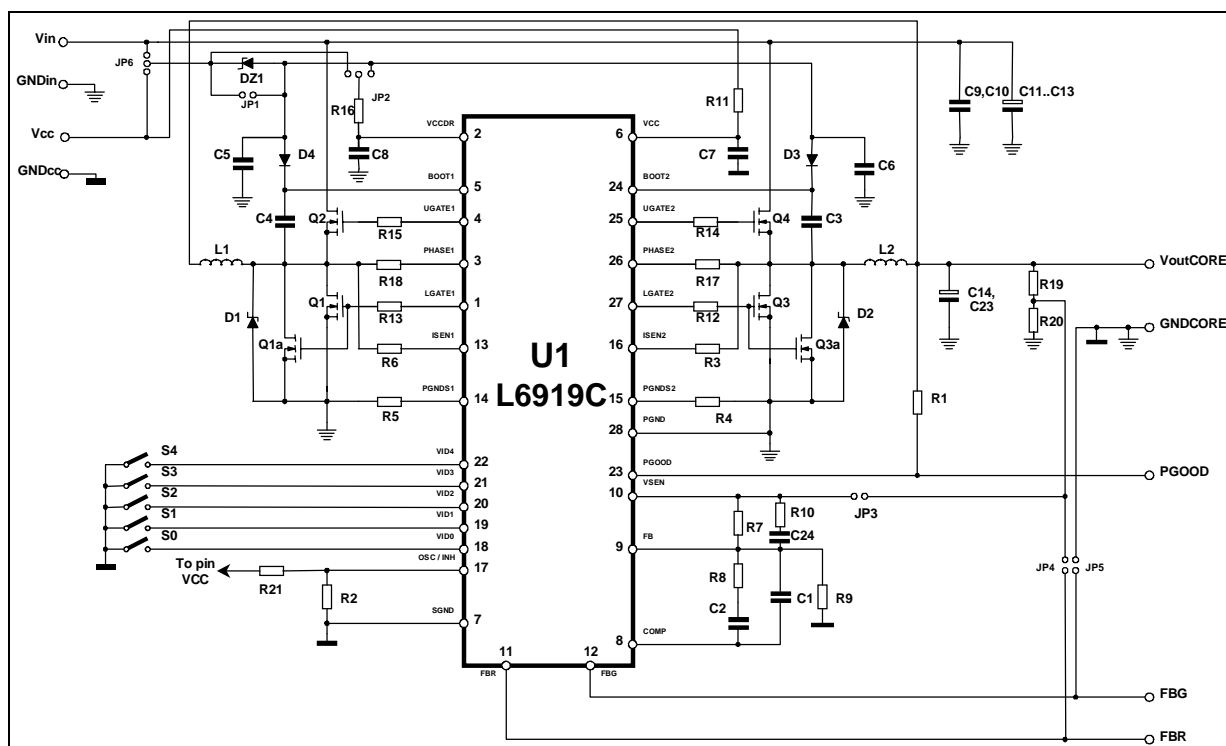 Vin
GNDin
Vcc
GNDcc
JP6
DZ1
JP1
JP2
R16
R11
C9,C10
C11..C13
VCCDR
2
6
VCC
C5
D4
C8
C7
D3
C6
BOOT1
5
24
BOOT2
C4
Q2
UGATE1
4
R15
25
UGATE2
R14
Q4
C3
L1
PHASE1
3
R18
26
PHASE2
R17
L2
VoutCORE
Q1
LGATE1
1
R13
27
LGATE2
R12
Q3
D1
D2
C14,
C23
R19
R20
GNDCORE
Q1a
ISEN1
13
R6
16
ISEN2
R3
Q3a
U1
L6919C
PGNDS1
14
R5
15
PGNDS2
R4
R1
28
PGND
S4
VID4
22
23
PGOOD
PGOOD
S3
VID3
21
10
VSEN
JP3
S2
VID2
20
R7
R10
C24
S1
VID1
19
S0
VID0
18
9
FB
To pin
VCC
R21
OSC / INH
17
R2
R8
C2
C1
R9
JP4
JP5
SGND
7
8
COMP
11
FBR
12
FBG
FBG
FBR